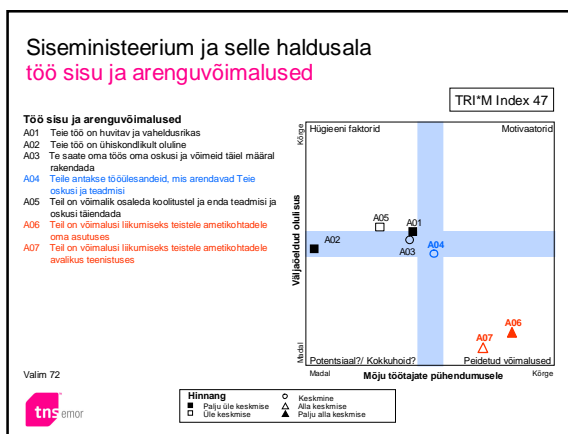 Siseministeerium ja selle haldusala
töö sisu ja arenguvõimalused
TRI*M Index 47
Töö sisu ja arenguvõimalused
A01 Teie töö on huvitav ja vaheldusrikas
A02 Teie töö on ühiskondlikult oluline
A03 Te saate oma töös oma oskusi ja võimeid täiel määral
rakendada
A04 Teile antakse tööülesandeid, mis arendavad Teie
oskusi ja teadmisi
A05 Teil on võimalik osaleda koolitustel ja enda teadmisi ja
oskusi täiendada
A06 Teil on võimalusi liikumiseks teistele ametikohtadele
oma asutuses
A07 Teil on võimalusi liikumiseks teistele ametikohtadele
avalikus teenistuses
Kõrge
Hügieeni faktorid
Motivaatorid
Väljaöeldud olulisus
A05
A01
A02
A03
A04
A06
A07
Madal
Potentsiaal?/ Kokkuhoid?
Peidetud võimalused
Madal
Mõju töötajate pühendumusele
Kõrge
Valim 72
Hinnang
Palju üle keskmise
Üle keskmise
Keskmine
Alla keskmise
Palju alla keskmise
tns emor